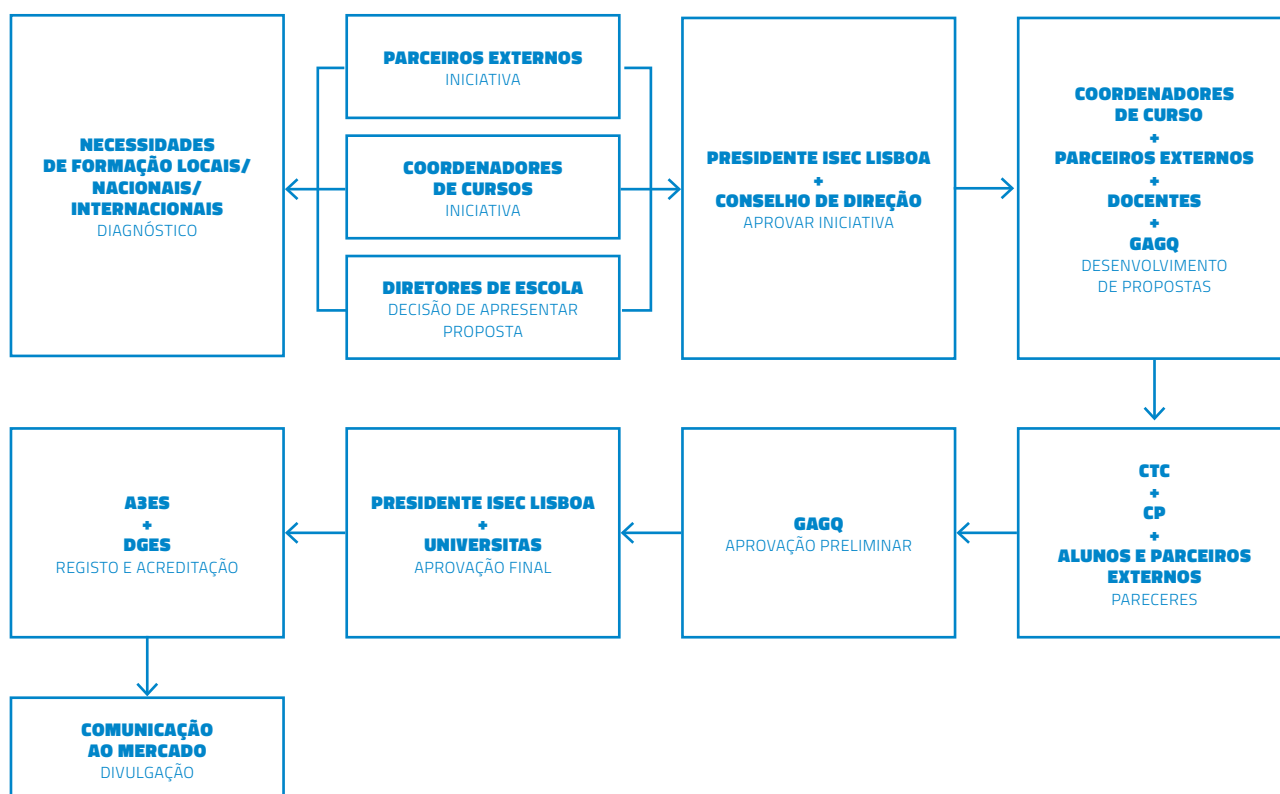 NECESSIDADES
DE FORMAÇÃO LOCAIS/
NACIONAIS/
INTERNACIONAIS
DIAGNÓSTICO
PARCEIROS EXTERNOS
INICIATIVA
COORDENADORES
DE CURSOS
INICIATIVA
DIRETORES DE ESCOLA
DECISÃO DE APRESENTAR
PROPOSTA
PRESIDENTE ISEC LISBOA
+
CONSELHO DE DIREÇÃO
APROVAR INICIATIVA
COORDENADORES
DE CURSO
+
PARCEIROS EXTERNOS
+
DOCENTES
+
GAGQ
DESENVOLVIMENTO
DE PROPOSTAS
CTC
+
CP
+
ALUNOS E PARCEIROS
EXTERNOS
PARECERES
GAGQ
APROVAÇÃO PRELIMINAR
PRESIDENTE ISEC LISBOA
+
UNIVERSITAS
APROVAÇÃO FINAL
A3ES
+
DGES
REGISTO E ACREDITAÇÃO
COMUNICAÇÃO
AO MERCADO
DIVULGAÇÃO